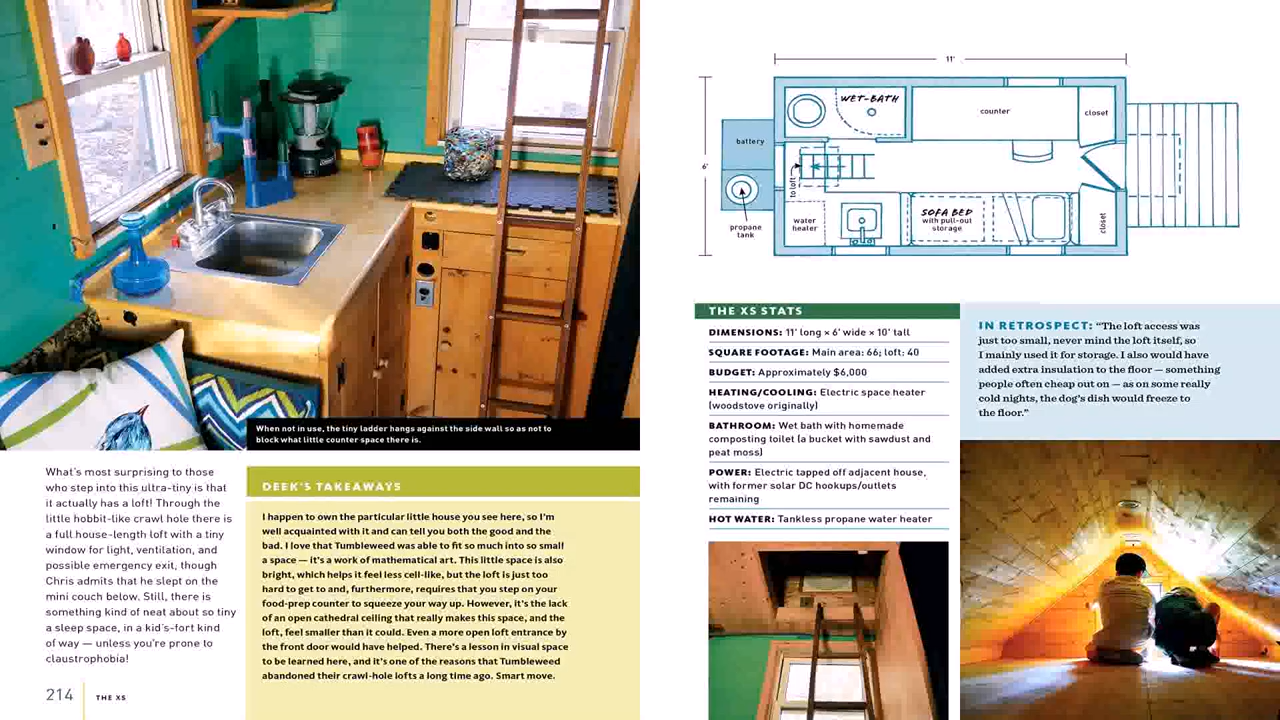 When not in use, the tiny ladder hangs against the side wall so as not to
block what little counter space there is.
What's most surprising to those
who step into this ultra-tiny is that
it actually has a loft! Through the
little hobbit-like crawl hole there is
a full house-length loft with a tiny
window for light, ventilation, and
possible emergency exit, though
Chris admits that he slept on the
mini couch below. Still, there is
something kind of neat about so tiny
a sleep space, in a kid's-fort kind
of way — unless you're prone to
claustrophobia!
DEEK'S TAKEAWAYS
I happen to own the particular little house you see here, so I'm
well acquainted with it and can tell you both the good and the
bad. I love that Tumbleweed was able to fit so much into so small
a space — it's a work of mathematical art. This little space is also
bright, which helps it feel less cell-like, but the loft is just too
hard to get to and, furthermore, requires that you step on your
food-prep counter to squeeze your way up. However, it's the lack
of an open cathedral ceiling that really makes this space, and the
loft, feel smaller than it could. Even a more open loft entrance by
the front door would have helped. There's a lesson in visual space
to be learned here, and it's one of the reasons that Tumbleweed
abandoned their crawl-hole lofts a long time ago. Smart move.
214
THE XS
11'
6'
WET-BATH
counter
closet
battery
to loft
propane
tank
water
heater
SOFA BED
with pull-out
storage
closet
THE XS STATS
DIMENSIONS: 11' long × 6' wide × 10' tall
SQUARE FOOTAGE: Main area: 66; loft: 40
BUDGET: Approximately $6,000
HEATING/COOLING: Electric space heater
(woodstove originally)
BATHROOM: Wet bath with homemade
composting toilet (a bucket with sawdust and
peat moss)
POWER: Electric tapped off adjacent house,
with former solar DC hookups/outlets
remaining
HOT WATER: Tankless propane water heater
IN RETROSPECT: "The loft access was
just too small, never mind the loft itself, so
I mainly used it for storage. I also would have
added extra insulation to the floor — something
people often cheap out on — as on some really
cold nights, the dog's dish would freeze to
the floor."